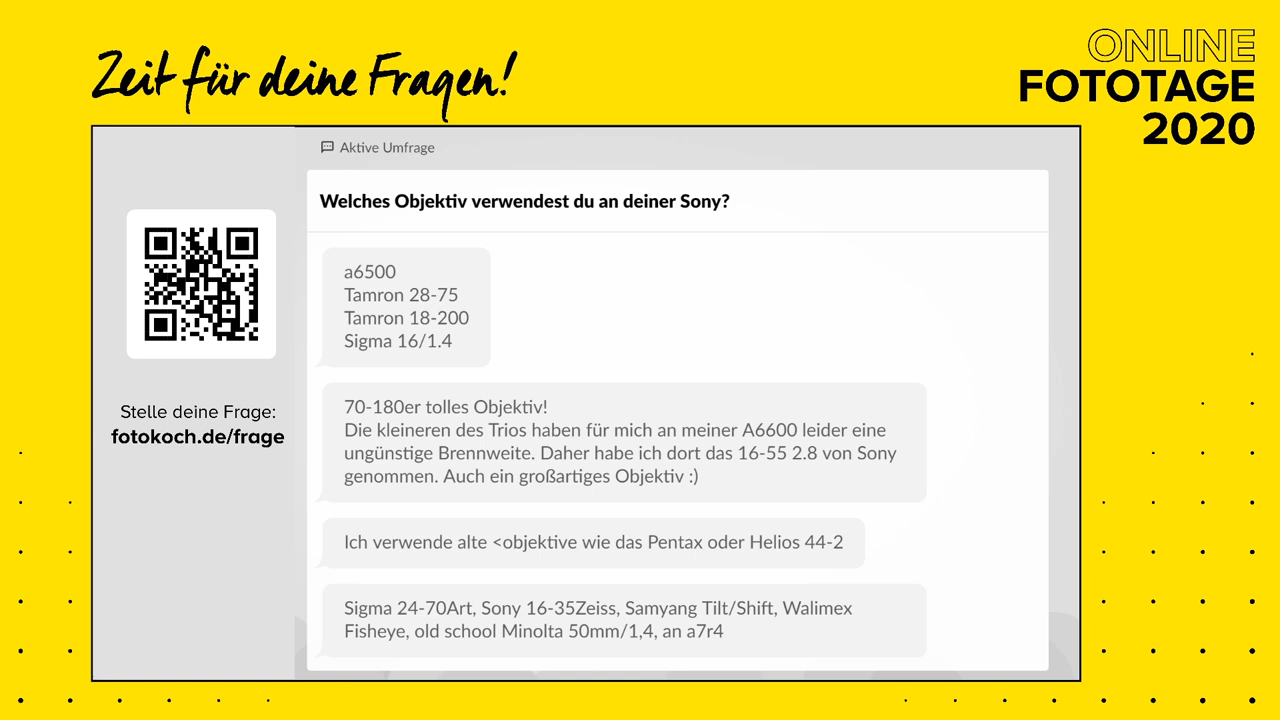 Zeit für deine Fragen!
ONLINE
FOTOTAGE
2020
Aktive Umfrage
Welches Objektiv verwendest du an deiner Sony?
a6500
Tamron 28-75
Tamron 18-200
Sigma 16/1.4
70-180er tolles Objektiv!
Die kleineren des Trios haben für mich an meiner A6600 leider eine
ungünstige Brennweite. Daher habe ich dort das 16-55 2.8 von Sony
genommen. Auch ein großartiges Objektiv :)
Ich verwende alte <objektive wie das Pentax oder Helios 44-2
Sigma 24-70Art, Sony 16-35Zeiss, Samyang Tilt/Shift, Walimex
Fisheye, old school Minolta 50mm/1,4, an a7r4
Stelle deine Frage:
fotokoch.de/frage